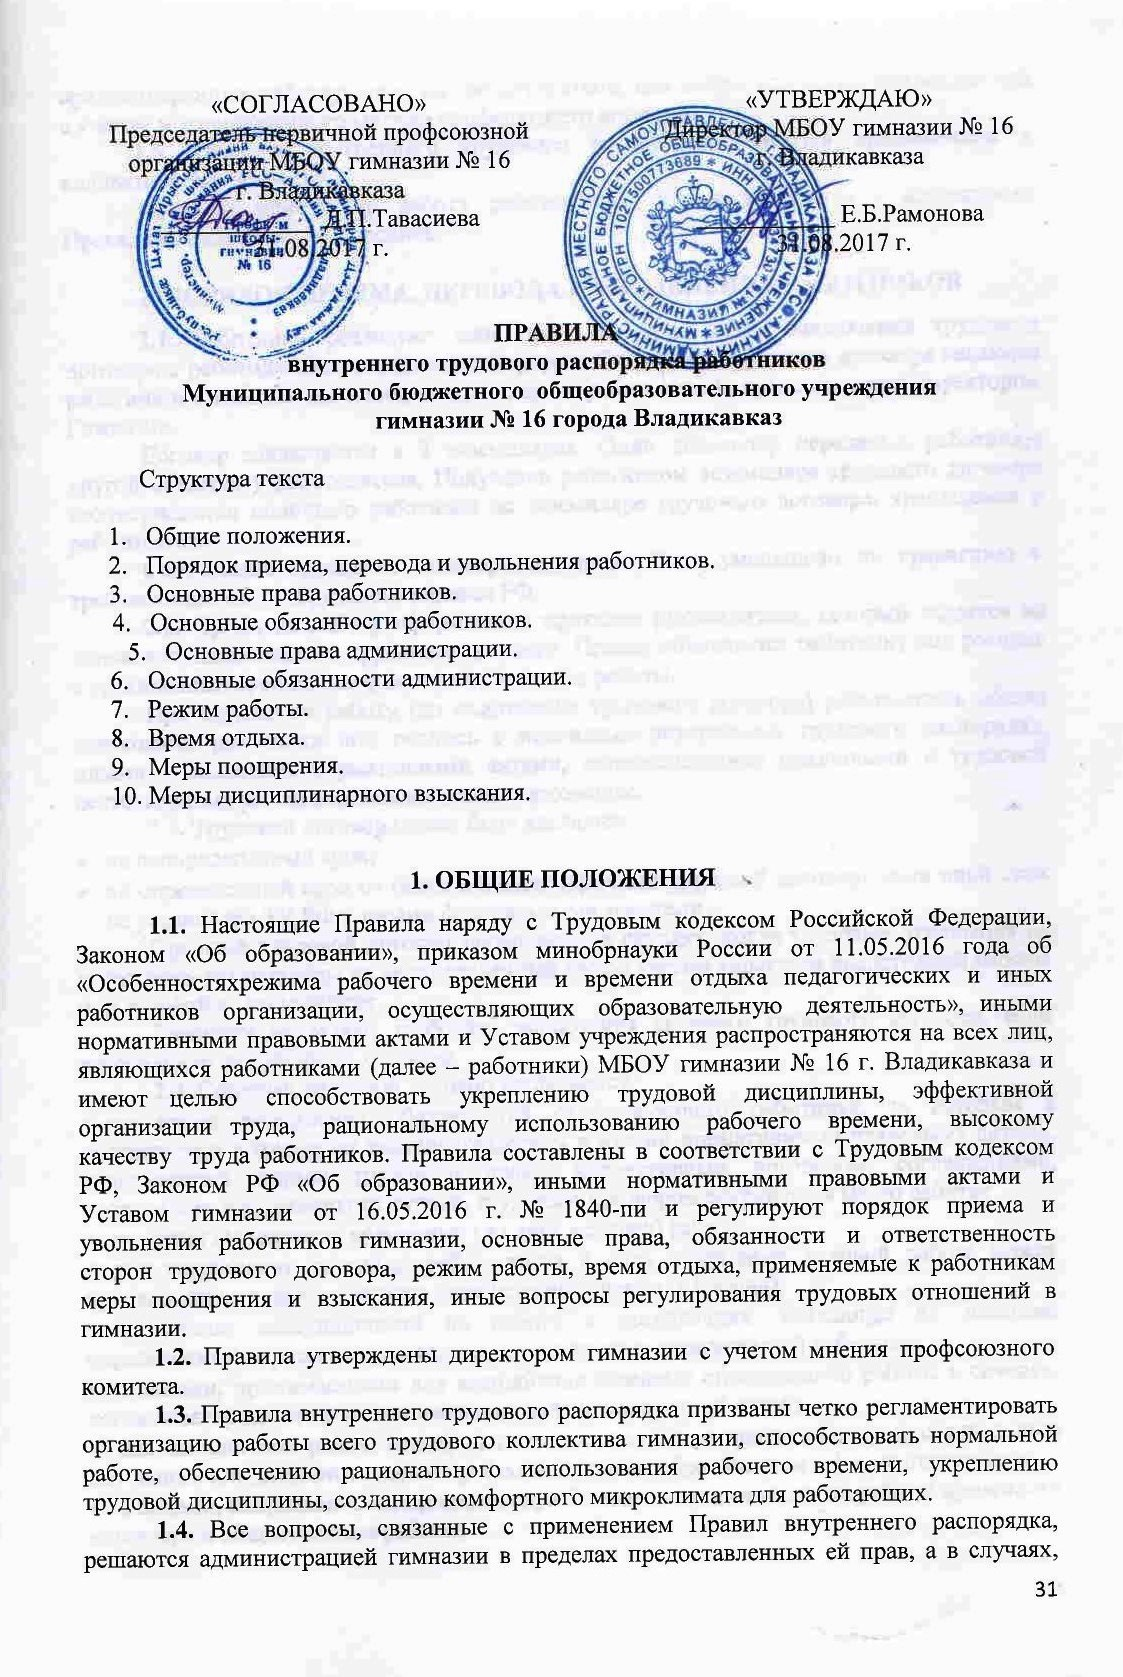 «СОГЛАСОВАНО»
Председатель первичной профсоюзной
организации МБОУ гимназии № 16
г. Владикавказа
Л.П.Тавасиева
31.08.2017 г.
«УТВЕРЖДАЮ»
Директор МБОУ гимназии № 16
г. Владикавказа
Е.Б.Рамонова
31.08.2017 г.
ПРАВИЛА
внутреннего трудового распорядка работников
Муниципального бюджетного общеобразовательного учреждения
гимназии № 16 города Владикавказ
Структура текста
1. Общие положения.
2. Порядок приема, перевода и увольнения работников.
3. Основные права работников.
4. Основные обязанности работников.
5. Основные права администрации.
6. Основные обязанности администрации.
7. Режим работы.
8. Время отдыха.
9. Меры поощрения.
10. Меры дисциплинарного взыскания.
1. ОБЩИЕ ПОЛОЖЕНИЯ
1.1. Настоящие Правила наряду с Трудовым кодексом Российской Федерации,
Законом «Об образовании», приказом минобрнауки России от 11.05.2016 года об
«Особенностяхрежима рабочего времени и времени отдыха педагогических и иных
работников организации, осуществляющих образовательную деятельность», иными
нормативными правовыми актами и Уставом учреждения распространяются на всех лиц,
являющихся работниками (далее – работники) МБОУ гимназии № 16 г. Владикавказа и
имеют целью способствовать укреплению трудовой дисциплины, эффективной
организации труда, рациональному использованию рабочего времени, высокому
качеству труда работников. Правила составлены в соответствии с Трудовым кодексом
РФ, Законом РФ «Об образовании», иными нормативными правовыми актами и
Уставом гимназии от 16.05.2016 г. № 1840-пи и регулируют порядок приема и
увольнения работников гимназии, основные права, обязанности и ответственность
сторон трудового договора, режим работы, время отдыха, применяемые к работникам
меры поощрения и взыскания, иные вопросы регулирования трудовых отношений в
гимназии.
1.2. Правила утверждены директором гимназии с учетом мнения профсоюзного
комитета.
1.3. Правила внутреннего трудового распорядка призваны четко регламентировать
организацию работы всего трудового коллектива гимназии, способствовать нормальной
работе, обеспечению рационального использования рабочего времени, укреплению
трудовой дисциплины, созданию комфортного микроклимата для работающих.
1.4. Все вопросы, связанные с применением Правил внутреннего распорядка,
решаются администрацией гимназии в пределах предоставленных ей прав, а в случаях,
31